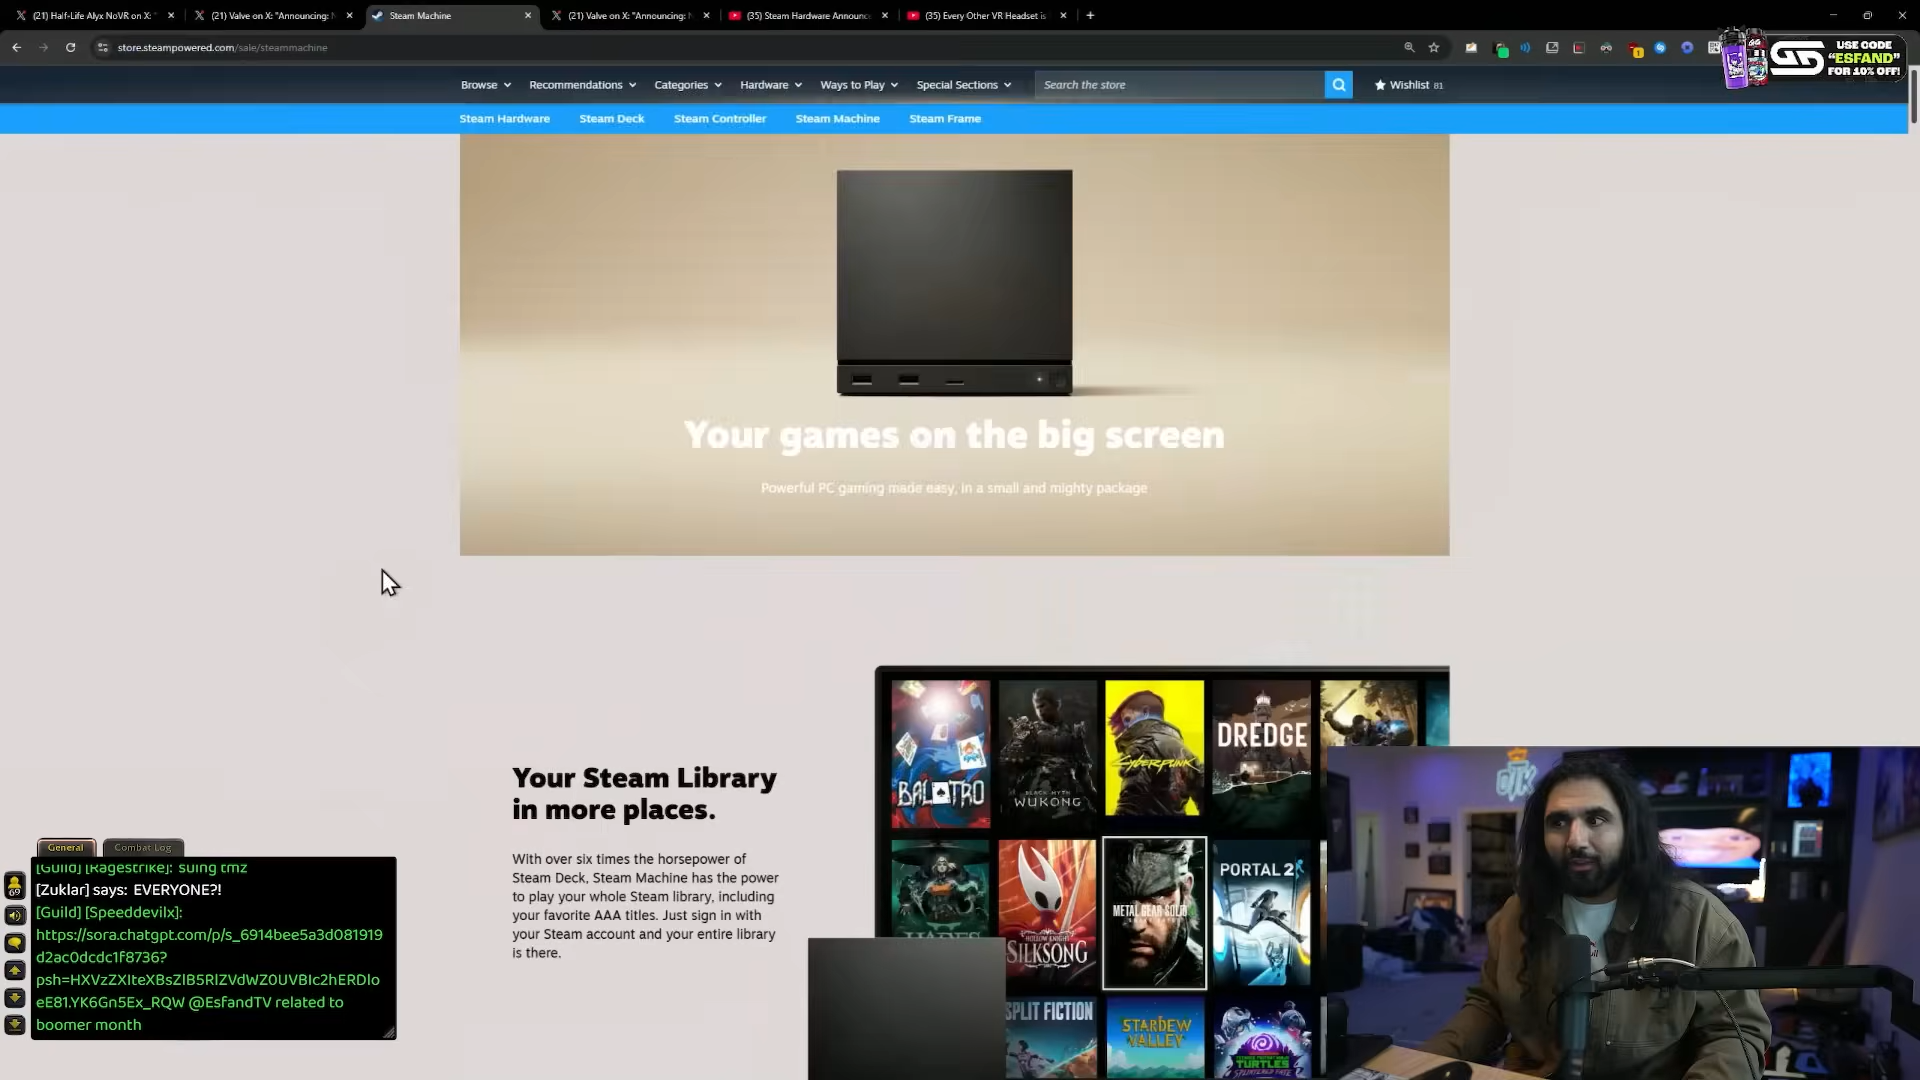 (21) Half-Life Alyx NoVR on X: "
(21) Valve on X: "Announcing: N
Steam Machine
(21) Valve on X: "Announcing: N
(35) Steam Hardware Announc
(35) Every Other VR Headset is
store.steampowered.com/sale/steammachine
USE CODE
"ESFAND"
FOR 10% OFF!
Browse
Recommendations
Categories
Hardware
Ways to Play
Special Sections
Search the store
Wishlist 81
Steam Hardware
Steam Deck
Steam Controller
Steam Machine
Steam Frame
Your games on the big screen
Powerful PC gaming made easy, in a small and mighty package
Your Steam Library
in more places.
With over six times the horsepower of
Steam Deck, Steam Machine has the power
to play your whole Steam library, including
your favorite AAA titles. Just sign in with
your Steam account and your entire library
is there.
BALATRO
BLACK MYTH
WUKONG
CYBERPUNK
DREDGE
HADES
HOLLOW KNIGHT
SILKSONG
METAL GEAR SOLID
PORTAL 2
SPLIT FICTION
STARDEW
VALLEY
TURTLES
SPLINTERED FATE
OTK
General
Combat Log
69
[Guild] [Ragestrike]: suing tmz
[Zuklar] says: EVERYONE?!
[Guild] [Speeddevilx]:
https://sora.chatgpt.com/p/s_6914bee5a3d081919
d2ac0dcdc1f8736?
psh=HXVzZXIteXBsZlB5RlZVdWZ0UVBIc2hERDlo
eE81.YK6Gn5Ex_RQW @EsfandTV related to
boomer month